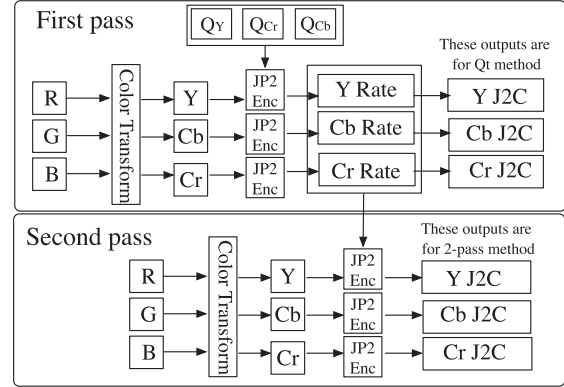 First pass
QY QCr QCb
These outputs are
for Qt method
Color Transform
R
Y
JP2
Enc
Y Rate
Y J2C
G
Cb
JP2
Enc
Cb Rate
Cb J2C
B
Cr
JP2
Enc
Cr Rate
Cr J2C
Second pass
These outputs are
for 2-pass method
Color Transform
R
Y
JP2
Enc
Y J2C
G
Cb
JP2
Enc
Cb J2C
B
Cr
JP2
Enc
Cr J2C